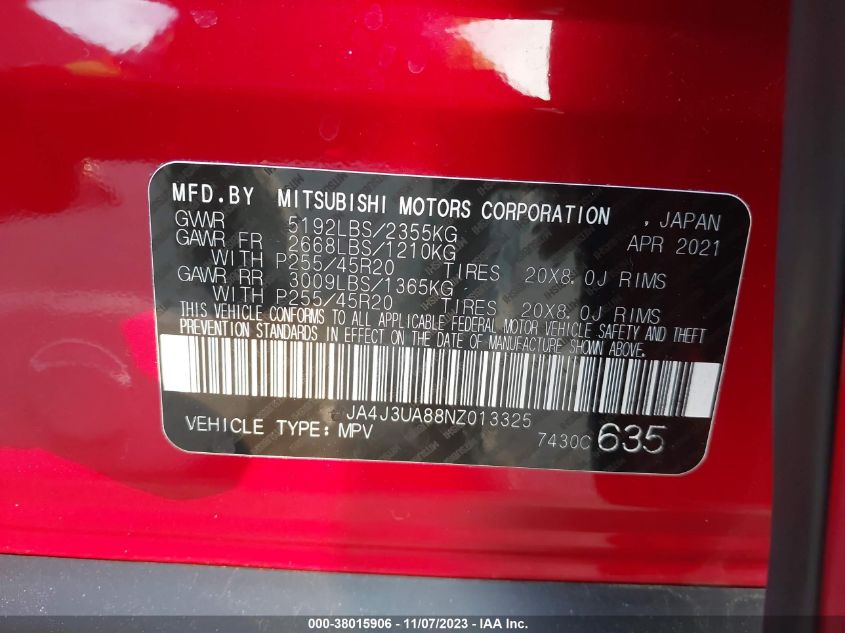 MFD.BY MITSUBISHI MOTORS CORPORATION , JAPAN
GWWR 5192LBS/2355KG APR 2021
GAWR FR 2668LBS/1210KG
WITH P255/45R20 TIRES 20X8.0J RIMS
GAWR RR 3009LBS/1365KG
WITH P255/45R20 TIRES 20X8.0J RIMS
THIS VEHICLE CONFORMS TO ALL APPLICABLE FEDERAL MOTOR VEHICLE SAFETY AND THEFT
PREVENTION STANDARDS IN EFFECT ON THE DATE OF MANUFACTURE SHOWN ABOVE.
JA4J3UA88NZ013325
VEHICLE TYPE: MPV 7430C 635
000-38015906 - 11/07/2023 - IAA Inc.